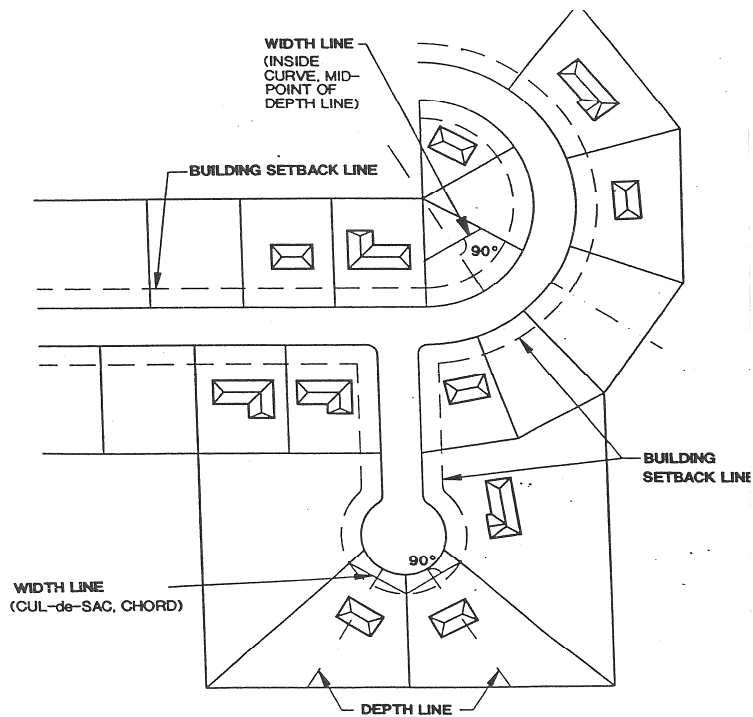 WIDTH LINE
(INSIDE
CURVE, MID-
POINT OF
DEPTH LINE)
BUILDING SETBACK LINE
90°
BUILDING
SETBACK LINE
90°
WIDTH LINE
(CUL-de-SAC, CHORD)
DEPTH LINE